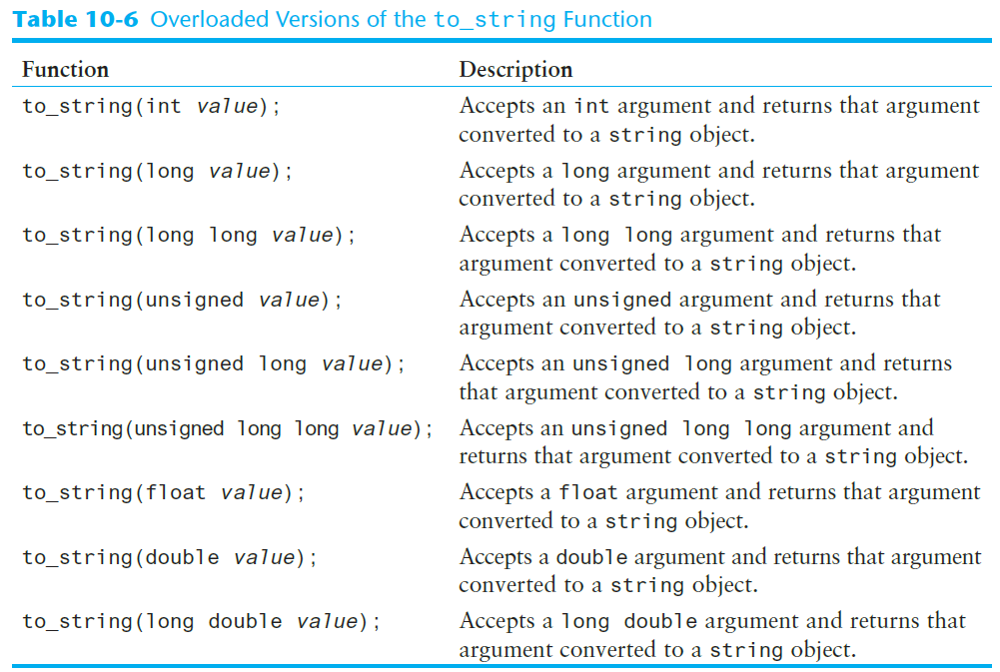 Table 10-6 Overloaded Versions of the to_string Function
Function Description
to_string(int value); Accepts an int argument and returns that argument
converted to a string object.
to_string(long value); Accepts a long argument and returns that argument
converted to a string object.
to_string(long long value); Accepts a long long argument and returns that
argument converted to a string object.
to_string(unsigned value); Accepts an unsigned argument and returns that
argument converted to a string object.
to_string(unsigned long value); Accepts an unsigned long argument and returns
that argument converted to a string object.
to_string(unsigned long long value); Accepts an unsigned long long argument and
returns that argument converted to a string object.
to_string(float value); Accepts a float argument and returns that argument
converted to a string object.
to_string(double value); Accepts a double argument and returns that argument
converted to a string object.
to_string(long double value); Accepts a long double argument and returns that
argument converted to a string object.